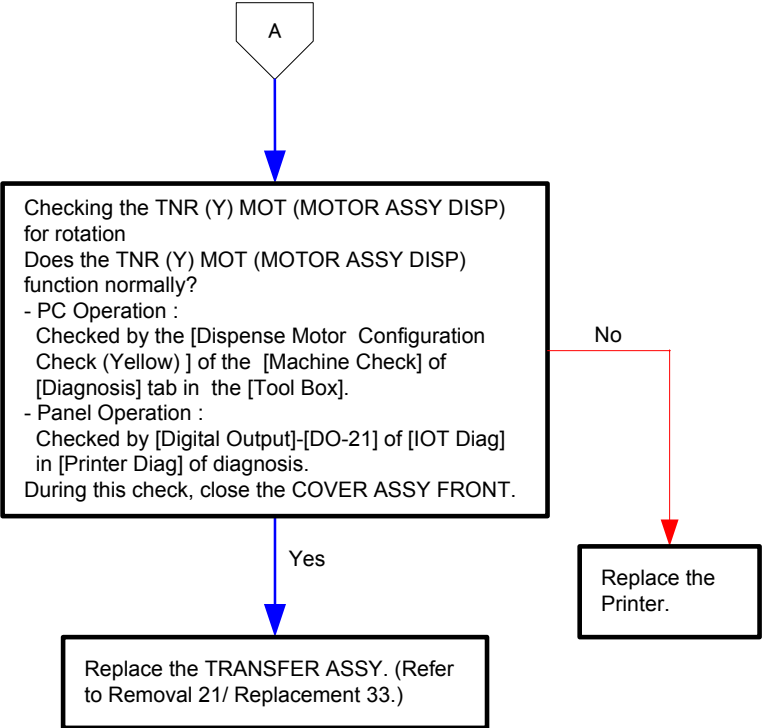 A
Checking the TNR (Y) MOT (MOTOR ASSY DISP)
for rotation
Does the TNR (Y) MOT (MOTOR ASSY DISP)
function normally?
- PC Operation :
Checked by the [Dispense Motor  Configuration
Check (Yellow) ] of the  [Machine Check] of
[Diagnosis] tab in  the [Tool Box].
- Panel Operation :
Checked by [Digital Output]-[DO-21] of [IOT Diag]
in [Printer Diag] of diagnosis.
During this check, close the COVER ASSY FRONT.
No
Yes
Replace the
Printer.
Replace the TRANSFER ASSY. (Refer
to Removal 21/ Replacement 33.)